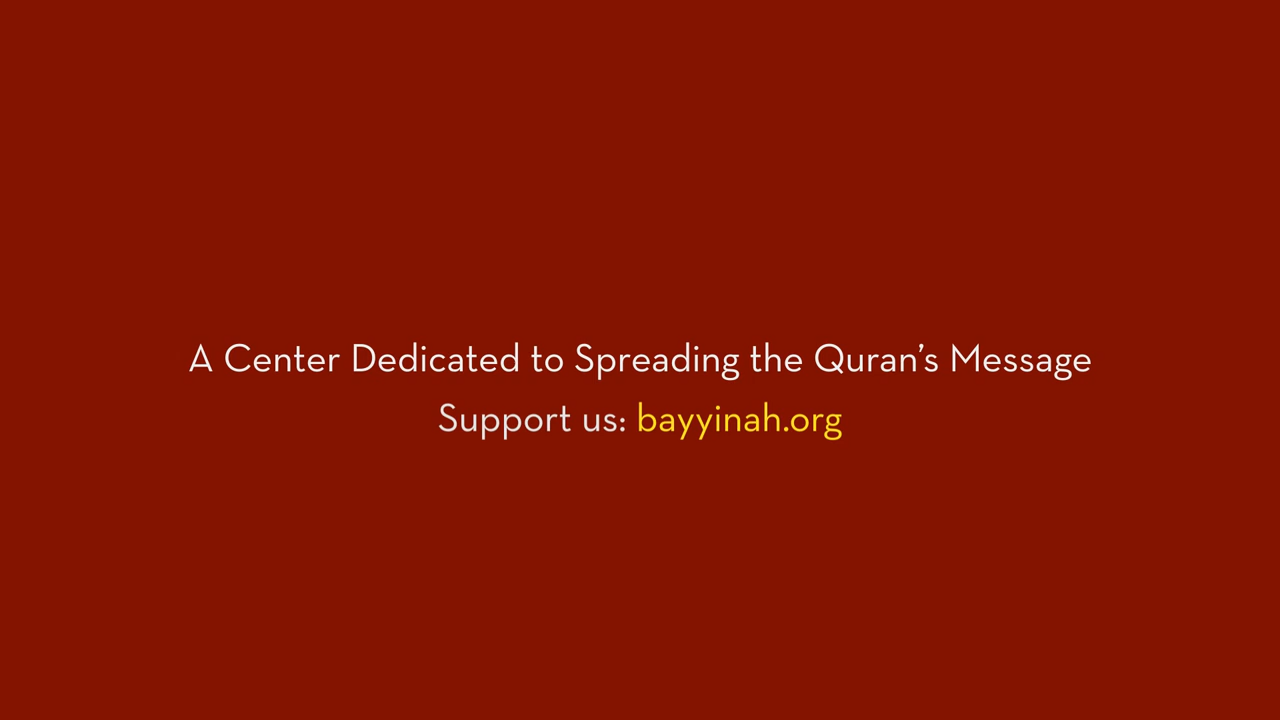 A Center Dedicated to Spreading the Quran’s Message
Support us: bayyinah.org